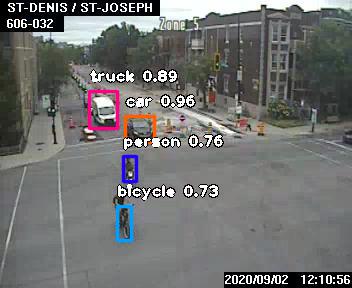 ST-DENIS / ST-JOSEPH
606-032
Zone 5
truck 0.89
car 0.96
person 0.76
bicycle 0.73
2020/09/02 12:10:56